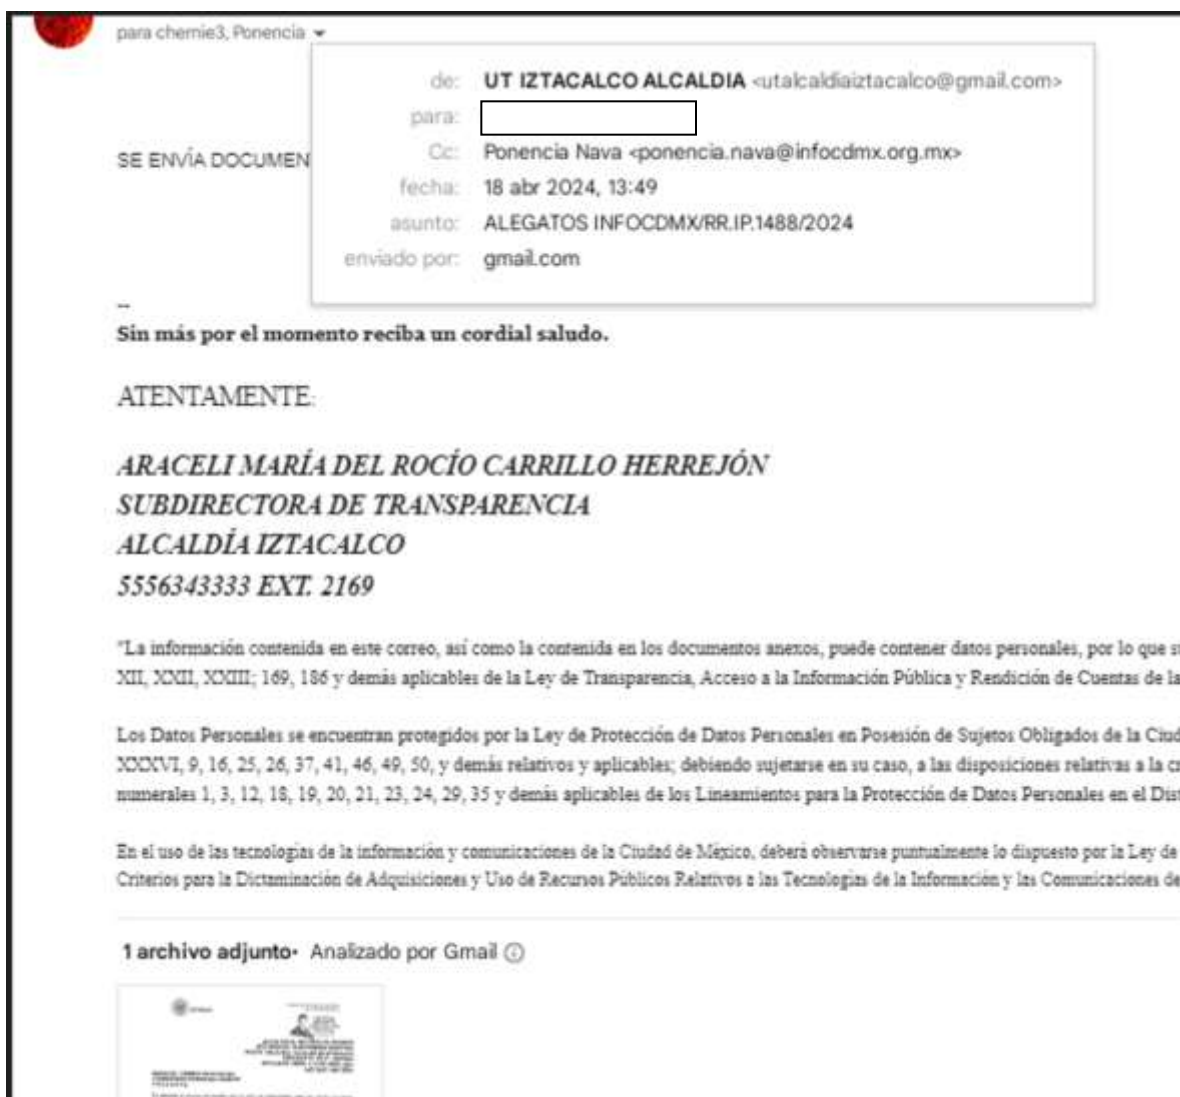 para chernie3, Ponencia
de: UT IZTACALCO ALCALDIA <utalcaldiaiztacalco@gmail.com>
para:
SE ENVÍA DOCUMEN
Cc: Ponencia Nava <ponencia.nava@infocdmx.org.mx>
fecha: 18 abr 2024, 13:49
asunto: ALEGATOS INFOCDMX/RR.IP.1488/2024
enviado por: gmail.com
--
Sin más por el momento reciba un cordial saludo.
ATENTAMENTE:
ARACELI MARÍA DEL ROCÍO CARRILLO HERREJÓN
SUBDIRECTORA DE TRANSPARENCIA
ALCALDÍA IZTACALCO
5556343333 EXT. 2169
"La información contenida en este correo, así como la contenida en los documentos anexos, puede contener datos personales, por lo que s
XII, XXII, XXIII; 169, 186 y demás aplicables de la Ley de Transparencia, Acceso a la Información Pública y Rendición de Cuentas de la
Los Datos Personales se encuentran protegidos por la Ley de Protección de Datos Personales en Posesión de Sujetos Obligados de la Ciud
XXXVI, 9, 16, 25, 26, 37, 41, 46, 49, 50, y demás relativos y aplicables; debiendo sujetarse en su caso, a las disposiciones relativas a la c
numerales 1, 3, 12, 18, 19, 20, 21, 23, 24, 29, 35 y demás aplicables de los Lineamientos para la Protección de Datos Personales en el Dist
En el uso de las tecnologías de la información y comunicaciones de la Ciudad de México, deberá observarse puntualmente lo dispuesto por la Ley de
Criterios para la Dictaminación de Adquisiciones y Uso de Recursos Públicos Relativos a las Tecnologías de la Información y las Comunicaciones de
1 archivo adjunto• Analizado por Gmail